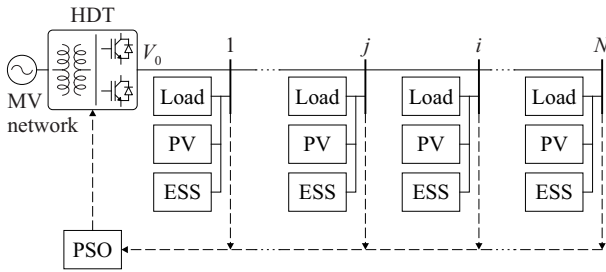 HDT
V0
1
j
i
N
MV
network
Load
Load
Load
Load
PV
PV
PV
PV
ESS
ESS
ESS
ESS
PSO